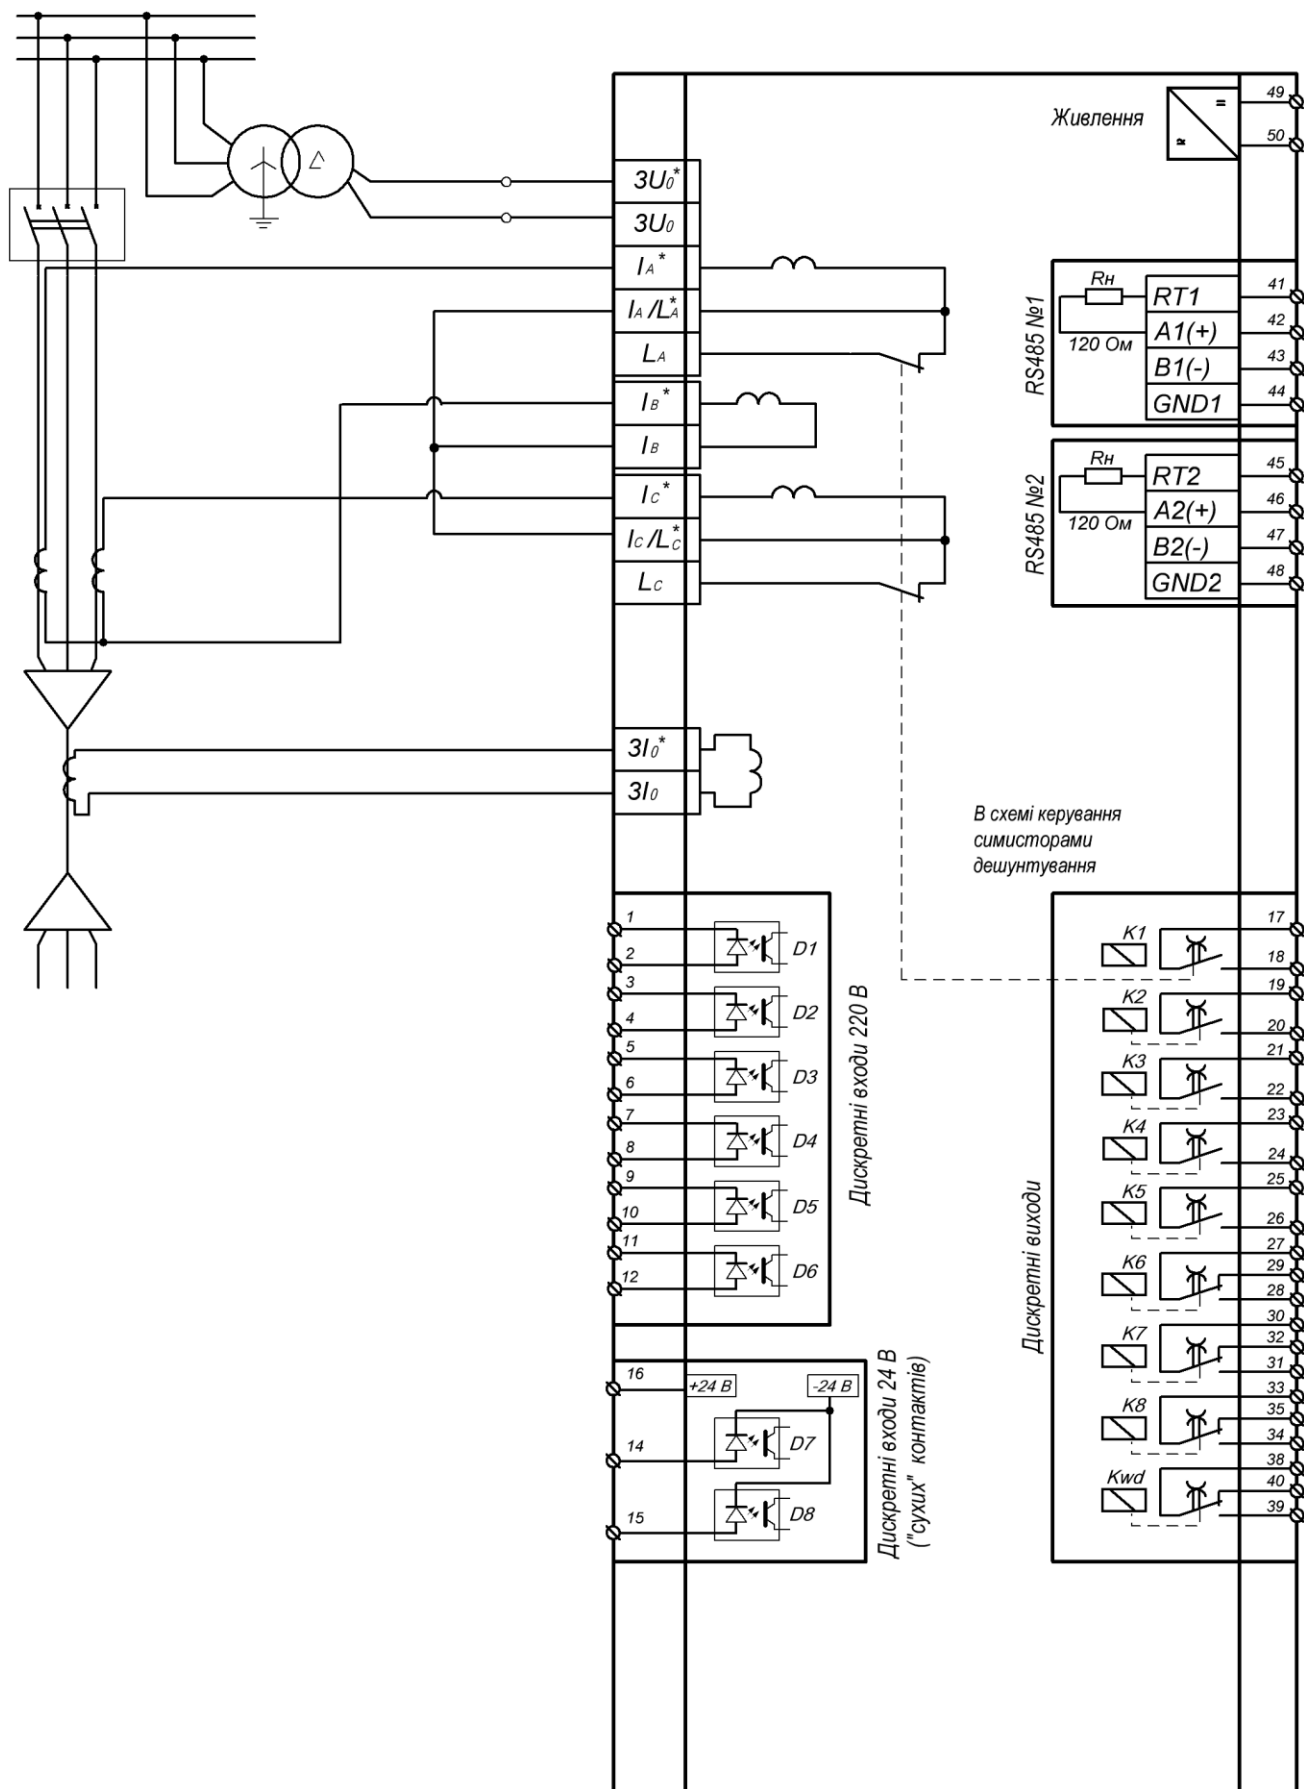 49
Живлення
50
3U0*
3U0
IA*
IA/LA*
LA
IB*
IB
IC*
IC/LC*
LC
RS485 №1
Rн
120 Ом
RT1
41
A1(+)
42
B1(-)
43
GND1
44
RS485 №2
Rн
120 Ом
RT2
45
A2(+)
46
B2(-)
47
GND2
48
3I0*
3I0
В схемі керування
симисторами
дешунтування
1
2
D1
3
4
D2
5
6
D3
7
8
D4
9
10
D5
11
12
D6
Дискретні входи 220 В
16
+24 В
-24 В
14
D7
15
D8
Дискретні входи 24 В
("сухих" контактів)
Дискретні виходи
K1
17
18
K2
19
20
K3
21
22
K4
23
24
K5
25
26
K6
27
29
28
K7
30
32
31
K8
33
35
34
Kwd
38
40
39